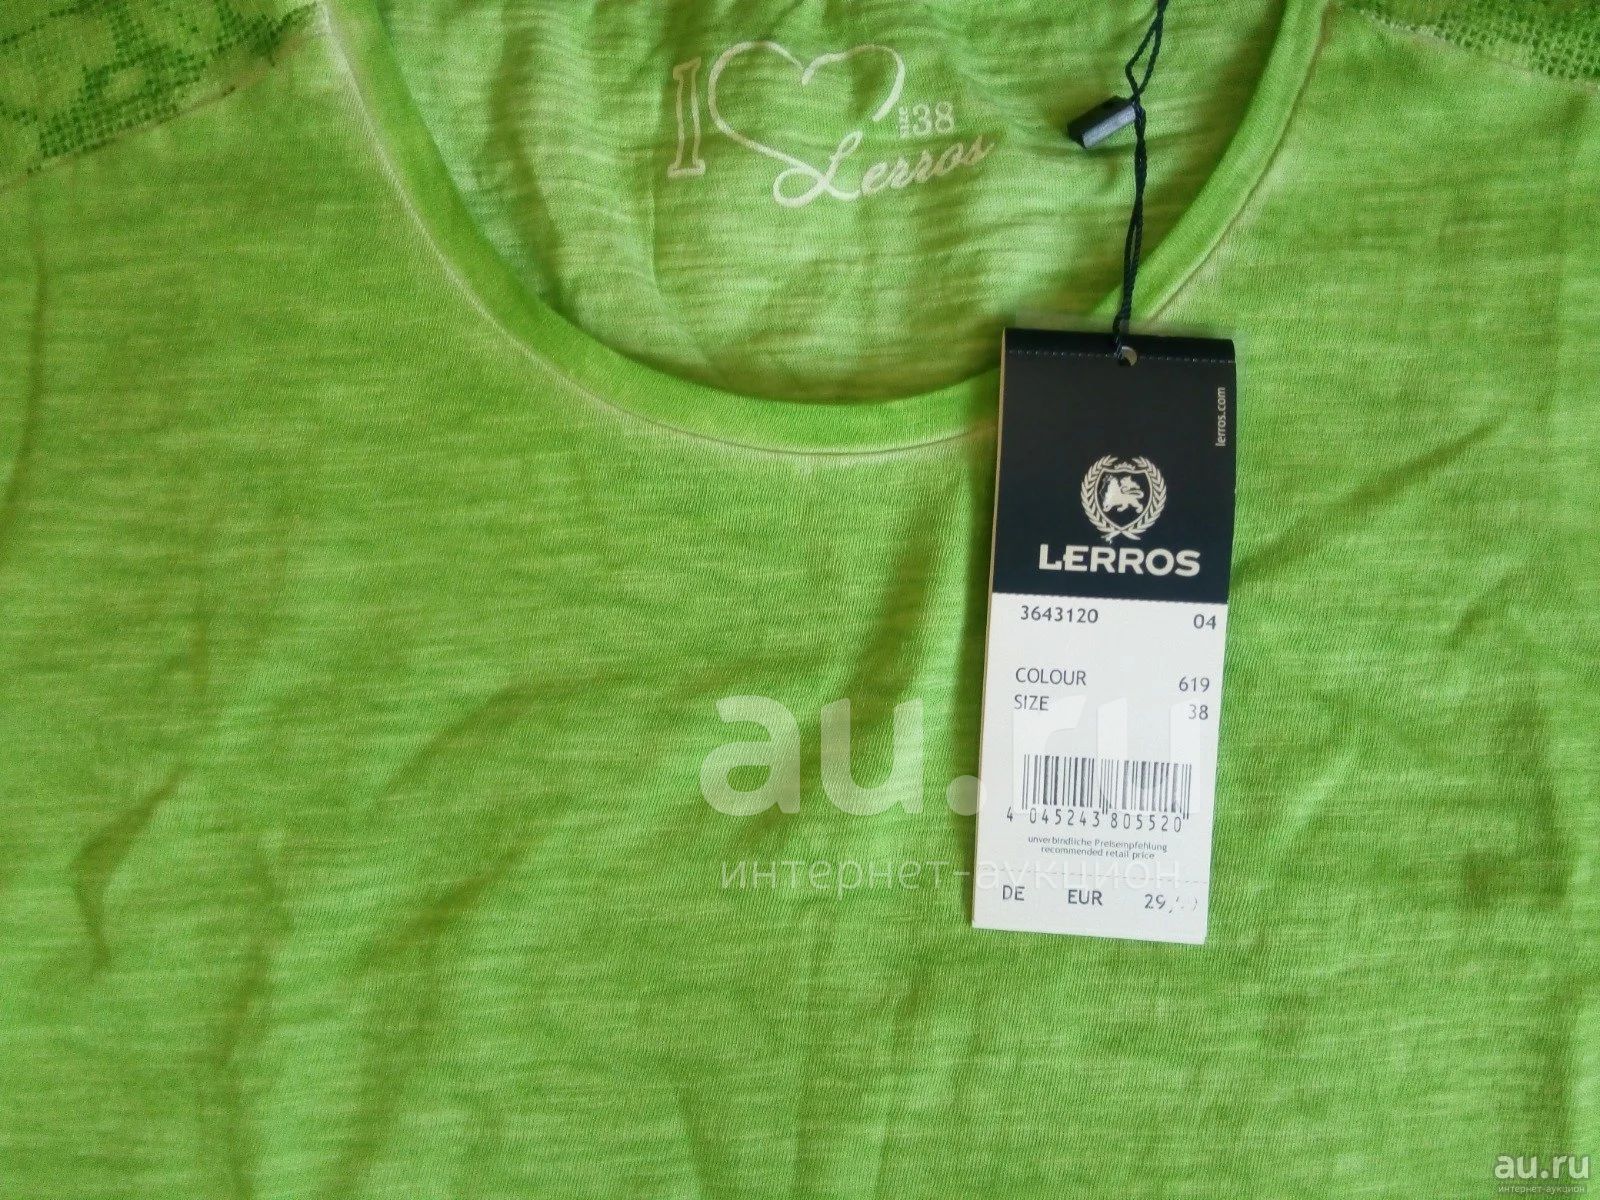 I
SIZE 38
Lerros
lerros.com
LERROS
3643120 04
COLOUR 619
SIZE 38
4 045243 805520
unverbindliche Preisempfehlung
recommended retail price
DE EUR
au.ru
интернет-аукцион
au.ru
интернет-аукцион